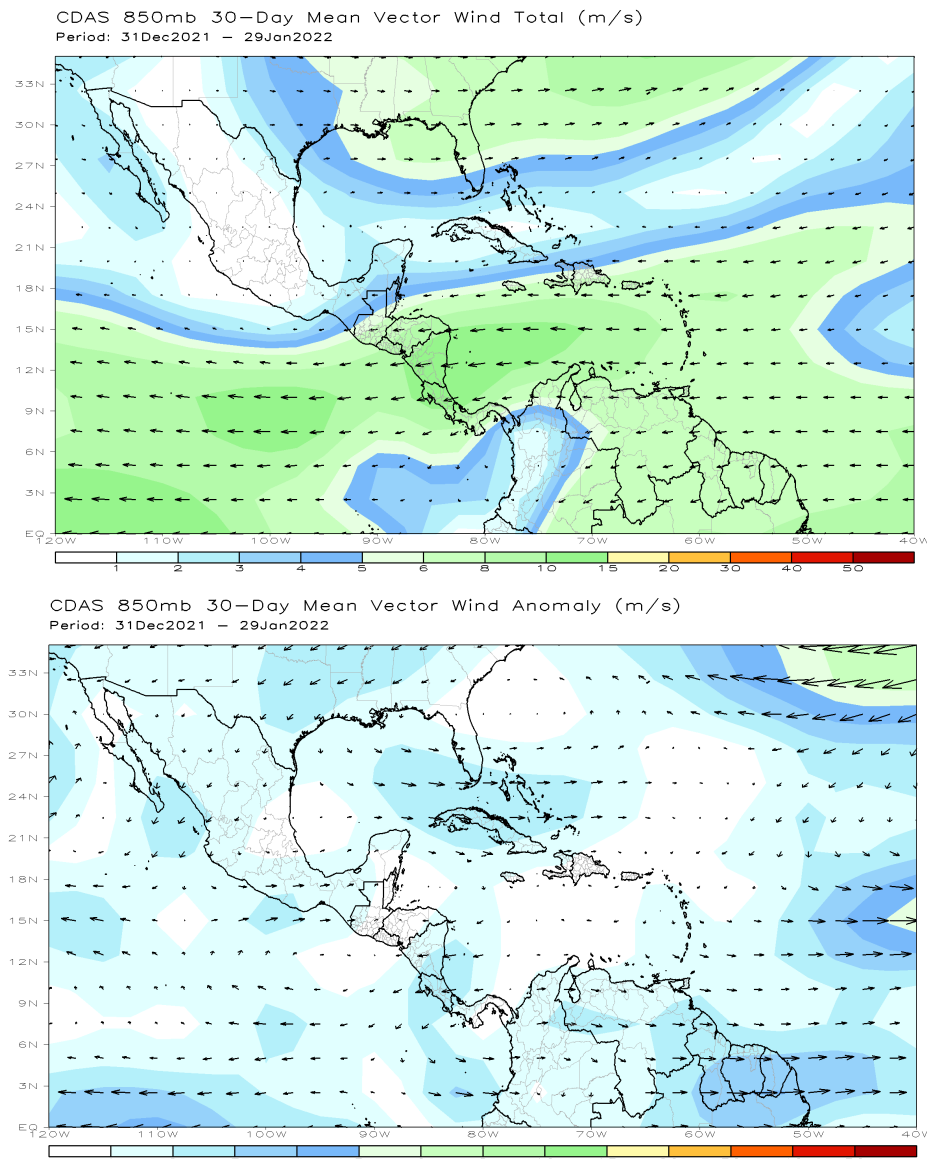 CDAS 850mb 30-Day Mean Vector Wind Total (m/s)
Period: 31Dec2021 - 29Jan2022
33N
30N
27N
24N
21N
18N
15N
12N
9N
6N
3N
EQ
120W 110W 100W 90W 80W 70W 60W 50W 40W
1 2 3 4 5 6 8 10 15 20 30 40 50
CDAS 850mb 30-Day Mean Vector Wind Anomaly (m/s)
Period: 31Dec2021 - 29Jan2022
33N
30N
27N
24N
21N
18N
15N
12N
9N
6N
3N
EQ
120W 110W 100W 90W 80W 70W 60W 50W 40W